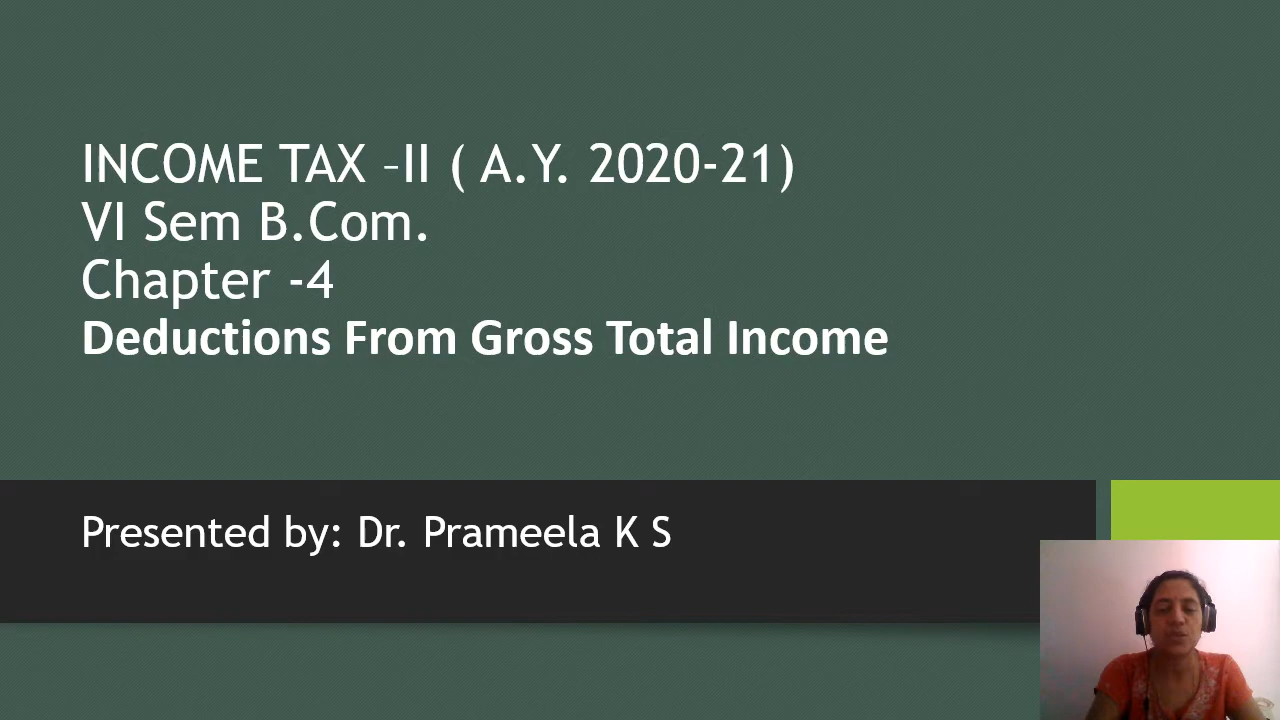 INCOME TAX –II ( A.Y. 2020-21)
VI Sem B.Com.
Chapter -4
Deductions From Gross Total Income
Presented by: Dr. Prameela K S